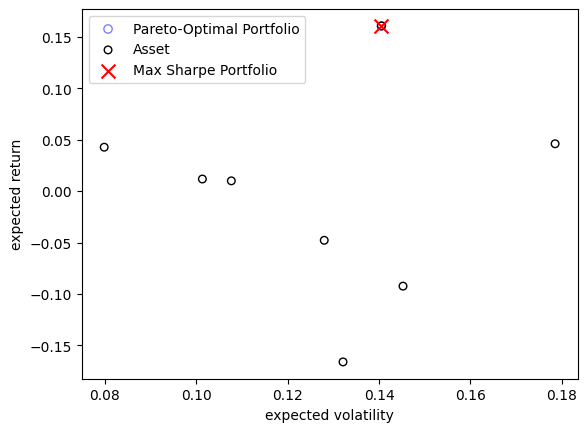 Pareto-Optimal Portfolio
Asset
Max Sharpe Portfolio
expected return
0.15
0.10
0.05
0.00
−0.05
−0.10
−0.15
0.08 0.10 0.12 0.14 0.16 0.18
expected volatility